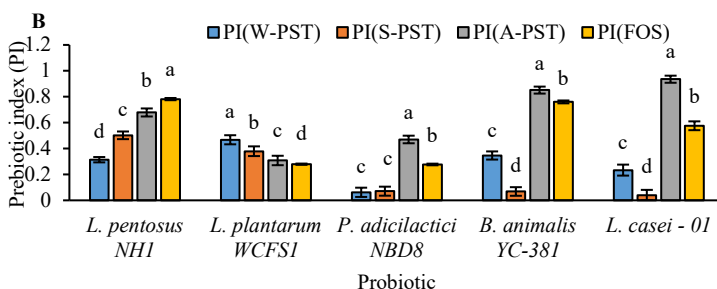 B
PI(W-PST) PI(S-PST) PI(A-PST) PI(FOS)
Prebiotic index (PI)
1.2
1
0.8
0.6
0.4
0.2
0
d c b a
a b c d
c c a b
c d a b
c d a b
L. pentosus NH1
L. plantarum WCFS1
P. adicilactici NBD8
B. animalis YC-381
L. casei - 01
Probiotic